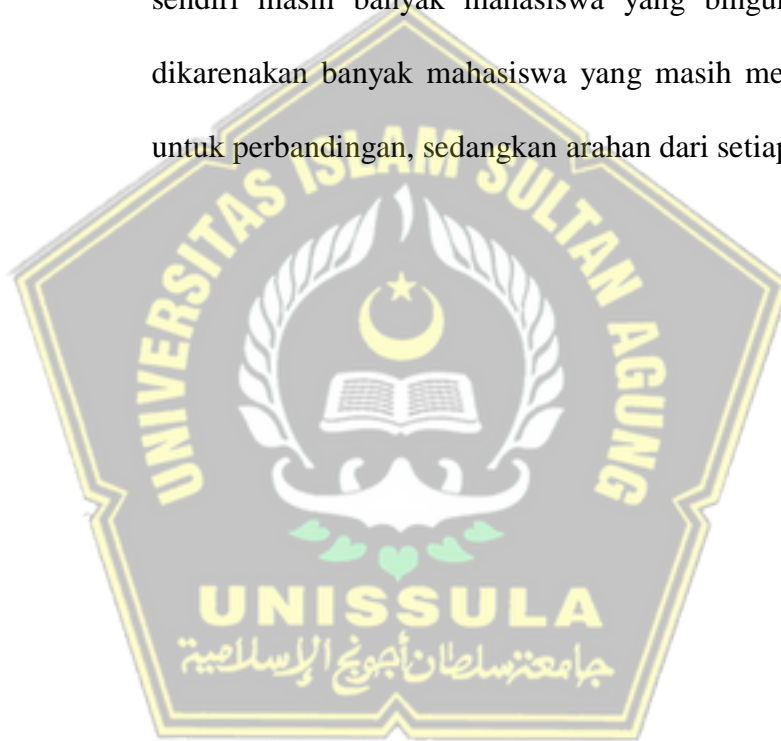 sendiri masih banyak mahasiswa yang
dikarenakan banyak mahasiswa yang masih
untuk perbandingan, sedangkan arahan dari setiap
UNIVERSITAS ISLAM SULTAN AGUNG
UNISSULA
جامعة سلطان أجونج الإسلامية